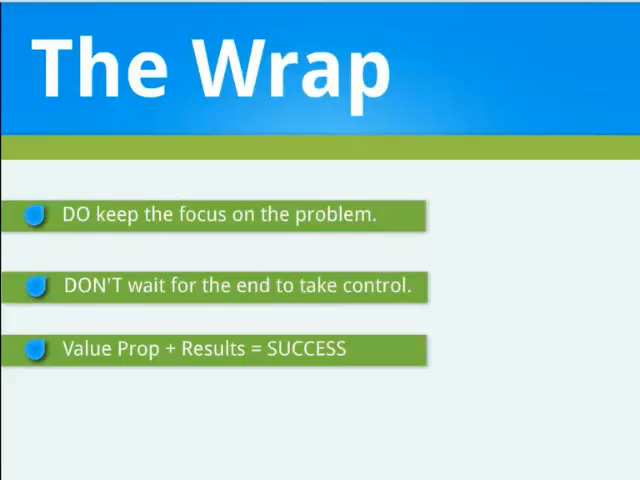 The Wrap
DO keep the focus on the problem.
DON'T wait for the end to take control.
Value Prop + Results = SUCCESS